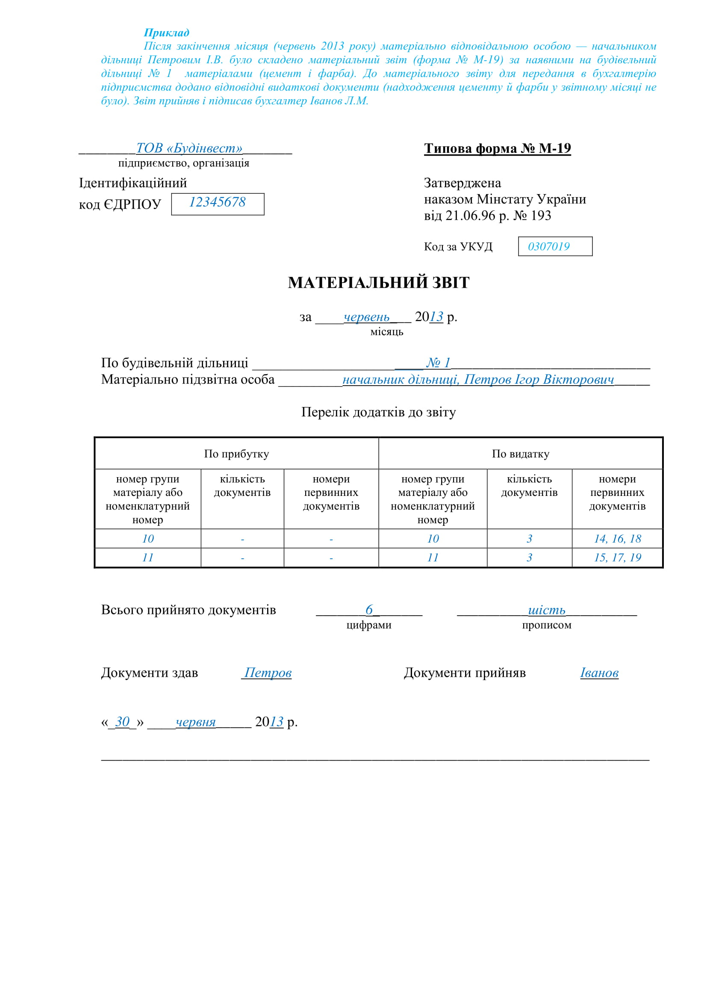 Приклад
Після закінчення місяця (червень 2013 року) матеріально відповідальною особою — начальником
дільниці Петровим І.В. було складено матеріальний звіт (форма № М-19) за наявними на будівельний
дільниці № 1 матеріалами (цемент і фарба). До матеріального звіту для передання в бухгалтерію
підприємства додано відповідні видаткові документи (надходження цементу й фарби у звітному місяці не
було). Звіт прийняв і підписав бухгалтер Іванов Л.М.
________ТОВ «Будінвест»_______ Типова форма № М-19
підприємство, організація
Ідентифікаційний Затверджена
код ЄДРПОУ 12345678 наказом Мінстату України
від 21.06.96 р. № 193
Код за УКУД 0307019
МАТЕРІАЛЬНИЙ ЗВІТ
за ____червень___ 2013 р.
місяць
По будівельній дільниці ________________________ № 1____________________________
Матеріально підзвітна особа _________начальник дільниці, Петров Ігор Вікторович_____
Перелік додатків до звіту
По прибутку По видатку
номер групи кількість номери номер групи кількість номери
матеріалу або документів первинних матеріалу або документів первинних
номенклатурний документів номенклатурний документів
номер номер
10 - - 10 3 14, 16, 18
11 - - 11 3 15, 17, 19
Всього прийнято документів _______6_______ __________шість__________
цифрами прописом
Документи здав Петров Документи прийняв Іванов
«_30_» ____червня_____ 2013 р.